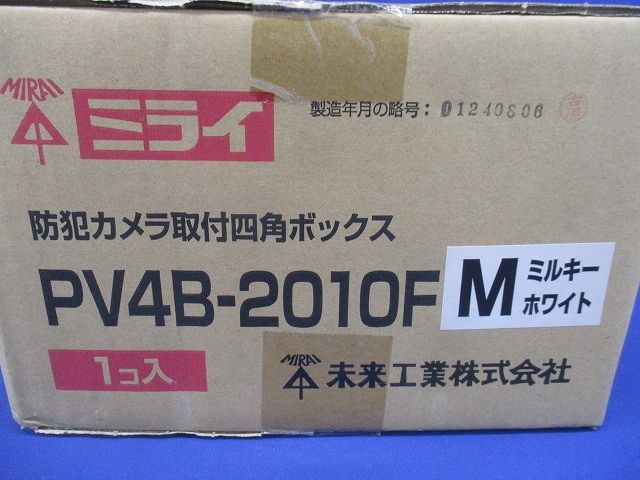 MIRAI
ミライ
製造年月の略号: 01240806
防犯カメラ取付四角ボックス
PV4B-2010F
M ミルキー
ホワイト
1コ入
MIRAI
未来工業株式会社